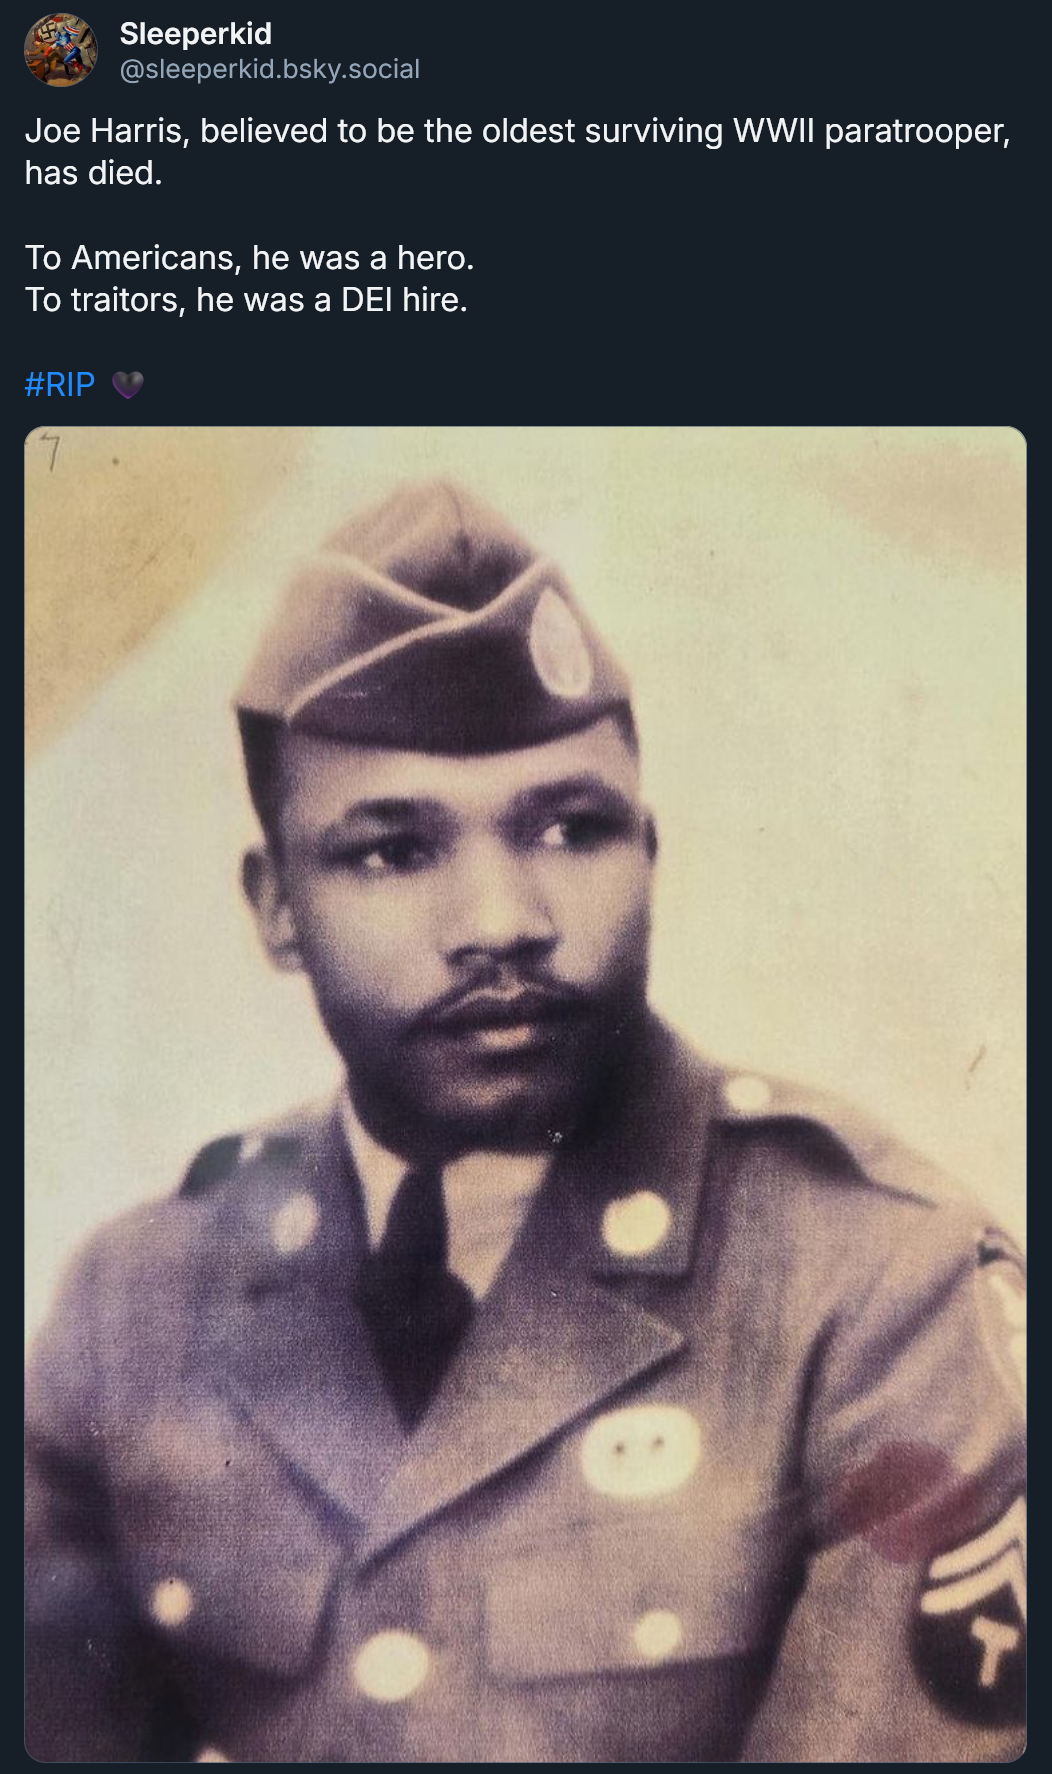 Sleeperkid
@sleeperkid.bsky.social
Joe Harris, believed to be the oldest surviving WWII paratrooper,
has died.
To Americans, he was a hero.
To traitors, he was a DEI hire.
#RIP 🖤
7
T